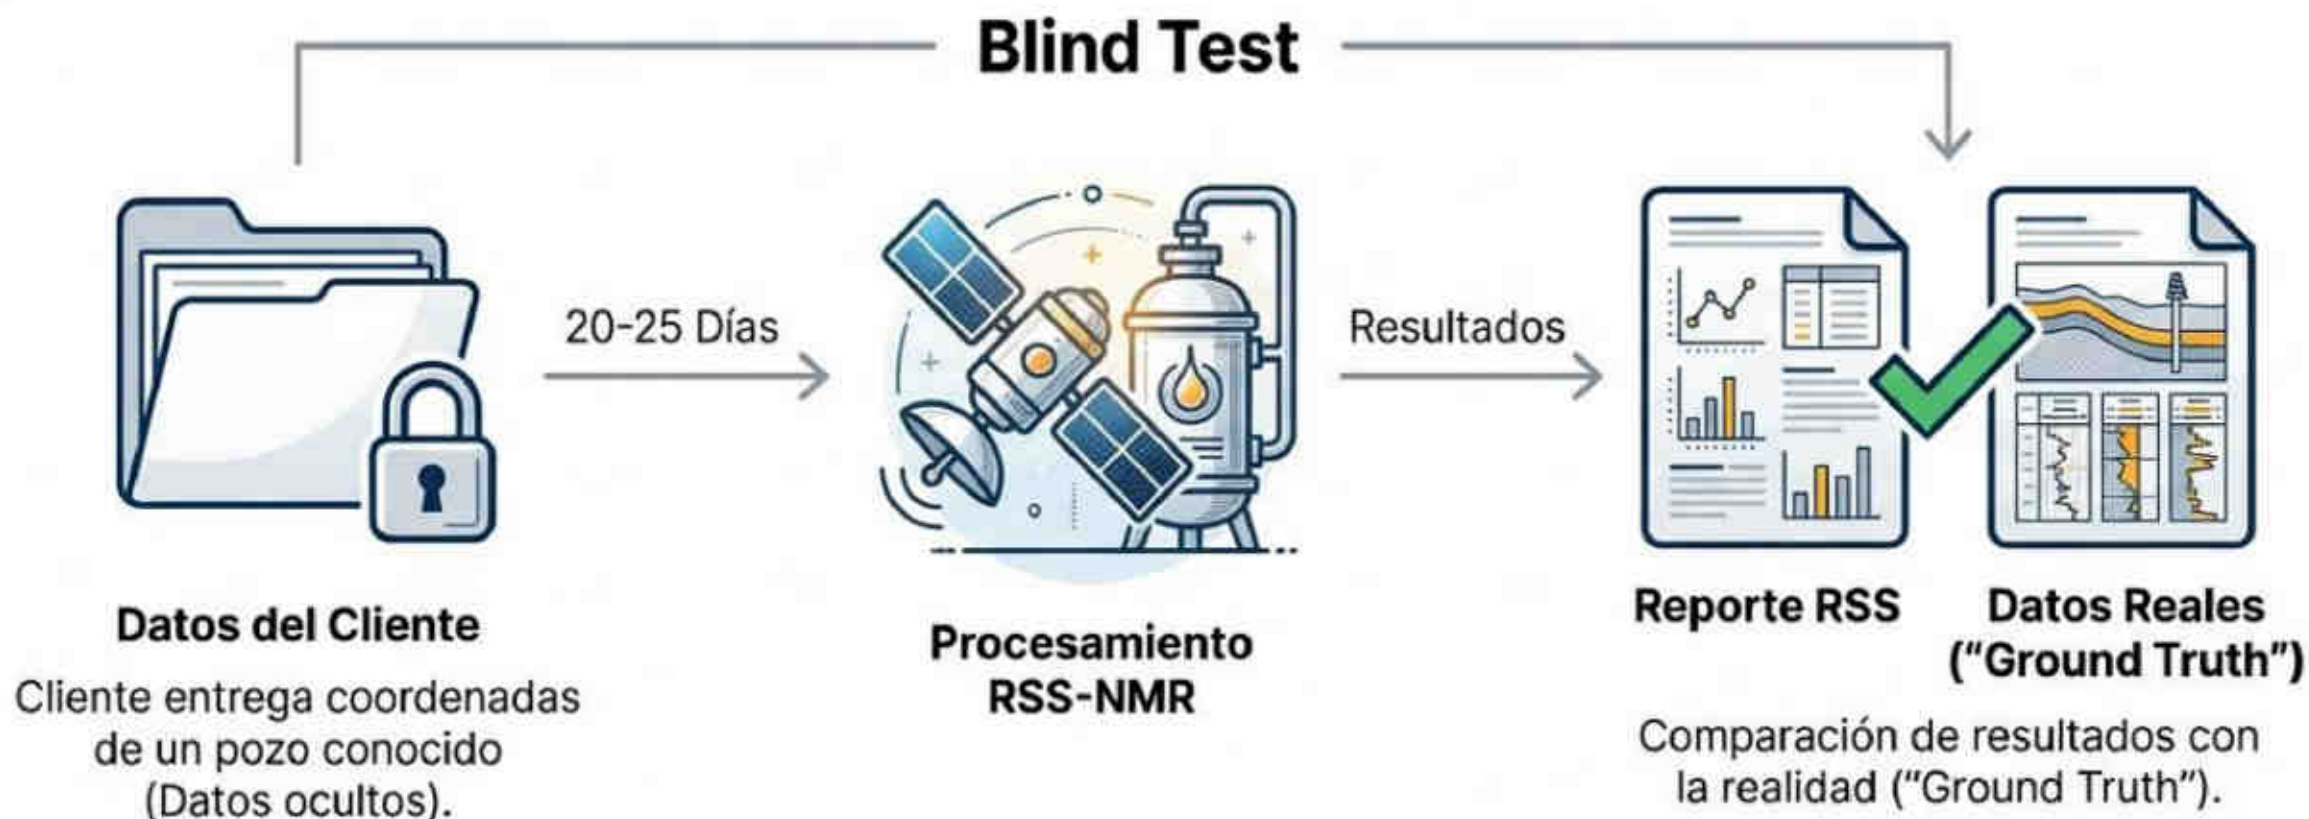 Blind Test
20-25 Días
Resultados
Datos del Cliente
Cliente entrega coordenadas
de un pozo conocido
(Datos ocultos).
Procesamiento
RSS-NMR
Reporte RSS
Datos Reales
(“Ground Truth”)
Comparación de resultados con
la realidad (“Ground Truth”).